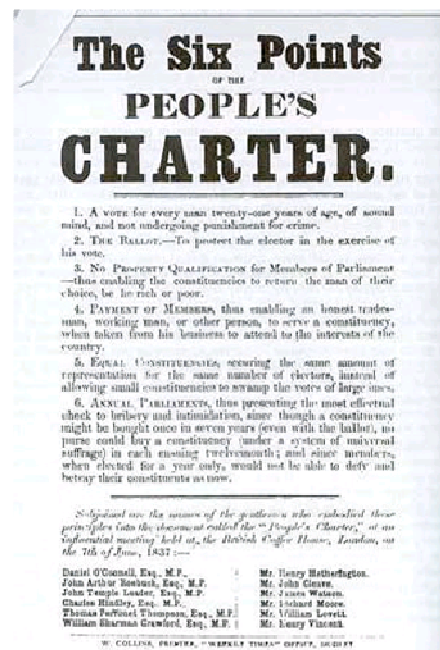 The Six Points
OF THE
PEOPLE'S
CHARTER.
1. A VOTE for every man twenty-one years of age, of sound
mind, and not undergoing punishment for crime.
2. THE BALLOT.—To protect the elector in the exercise of
his vote.
3. NO PROPERTY QUALIFICATION for Members of Parliament
—thus enabling the constituencies to return the man of their
choice, be he rich or poor.
4. PAYMENT OF MEMBERS, thus enabling an honest trades-
man, working man, or other person, to serve a constituency,
when taken from his business to attend to the interests of the
country.
5. EQUAL CONSTITUENCIES, securing the same amount of
representation for the same number of electors, instead of
allowing small constituencies to swamp the votes of large ones.
6. ANNUAL PARLIAMENTS, thus presenting the most effectual
check to bribery and intimidation, since though a constituency
might be bought once in seven years (even with the ballot), no
purse could buy a constituency (under a system of universal
suffrage) in each ensuing twelvemonth; and since members,
when elected for a year only, would not be able to defy and
betray their constituents as now.
Subjoined are the names of the gentlemen who embodied these
principles into the document called the "People's Charter," at an
influential meeting held at the British Coffee House, London, on
the 7th of June, 1837:—
Daniel O'Connell, Esq., M.P.,
John Arthur Roebuck, Esq., M.P.
John Temple Leader, Esq., M.P.
Charles Hindley, Esq., M.P.
Thomas Perronet Thompson, Esq., M.P.
William Sharman Crawford, Esq., M.P.
Mr. Henry Hetherington.
Mr. John Cleave.
Mr. James Watson.
Mr. Richard Moore.
Mr. William Lovett.
Mr. Henry Vincent.
W. COLLINS, PRINTER, "WEEKLY TIMES" OFFICE,